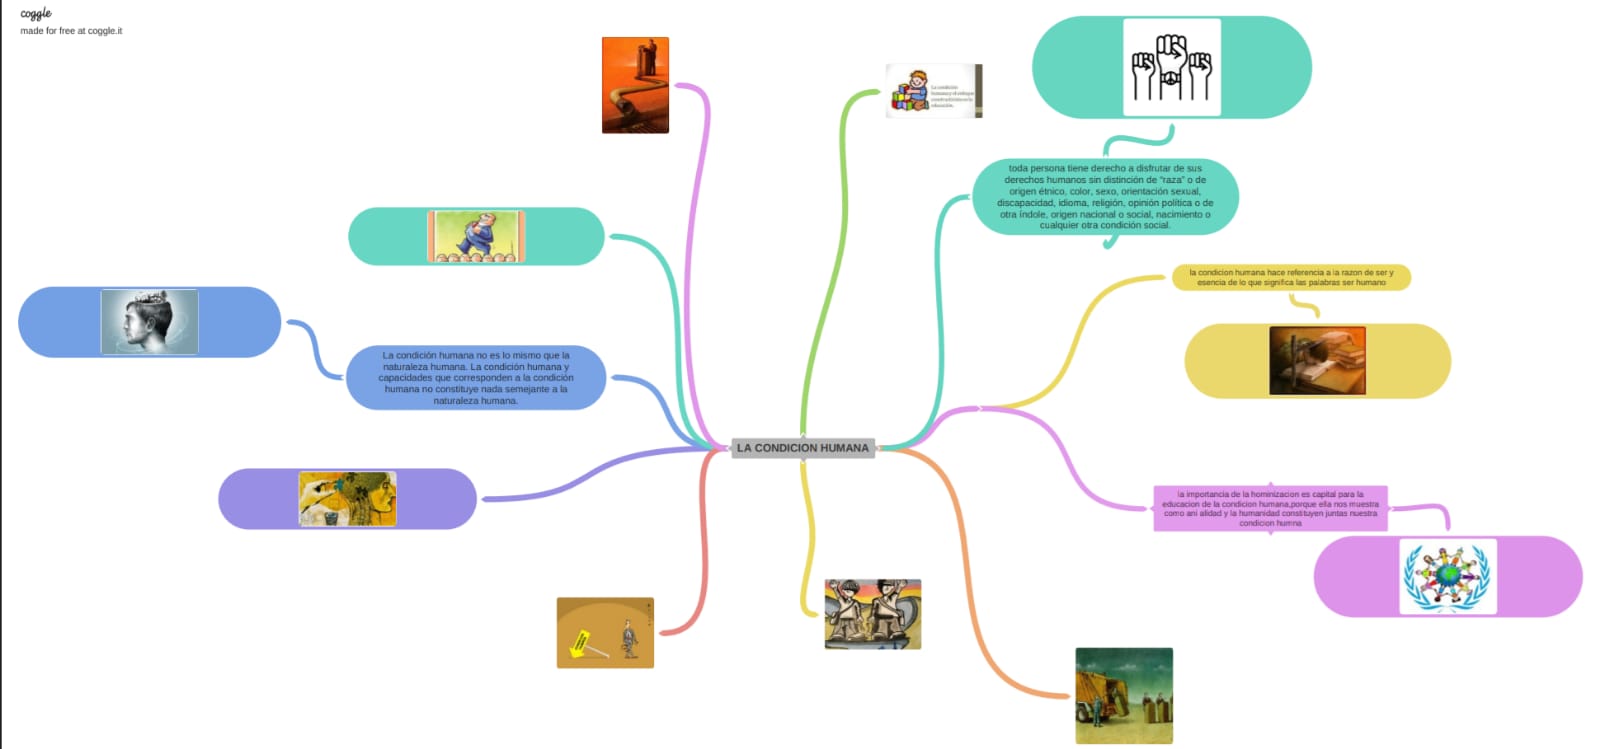 coggle
made for free at coggle.it
La condición
humana y el enfoque
constructivista en la
educación.
toda persona tiene derecho a disfrutar de sus
derechos humanos sin distinción de "raza" o de
origen étnico, color, sexo, orientación sexual,
discapacidad, idioma, religión, opinión política o de
otra índole, origen nacional o social, nacimiento o
cualquier otra condición social.
la condicion humana hace referencia a la razon de ser y
esencia de lo que significa las palabras ser humano
La condición humana no es lo mismo que la
naturaleza humana. La condición humana y
capacidades que corresponden a la condición
humana no constituye nada semejante a la
naturaleza humana.
LA CONDICION HUMANA
la importancia de la hominizacion es capital para la
educacion de la condicion humana,porque ella nos muestra
como ani alidad y la humanidad constituyen juntas nuestra
condicion humna